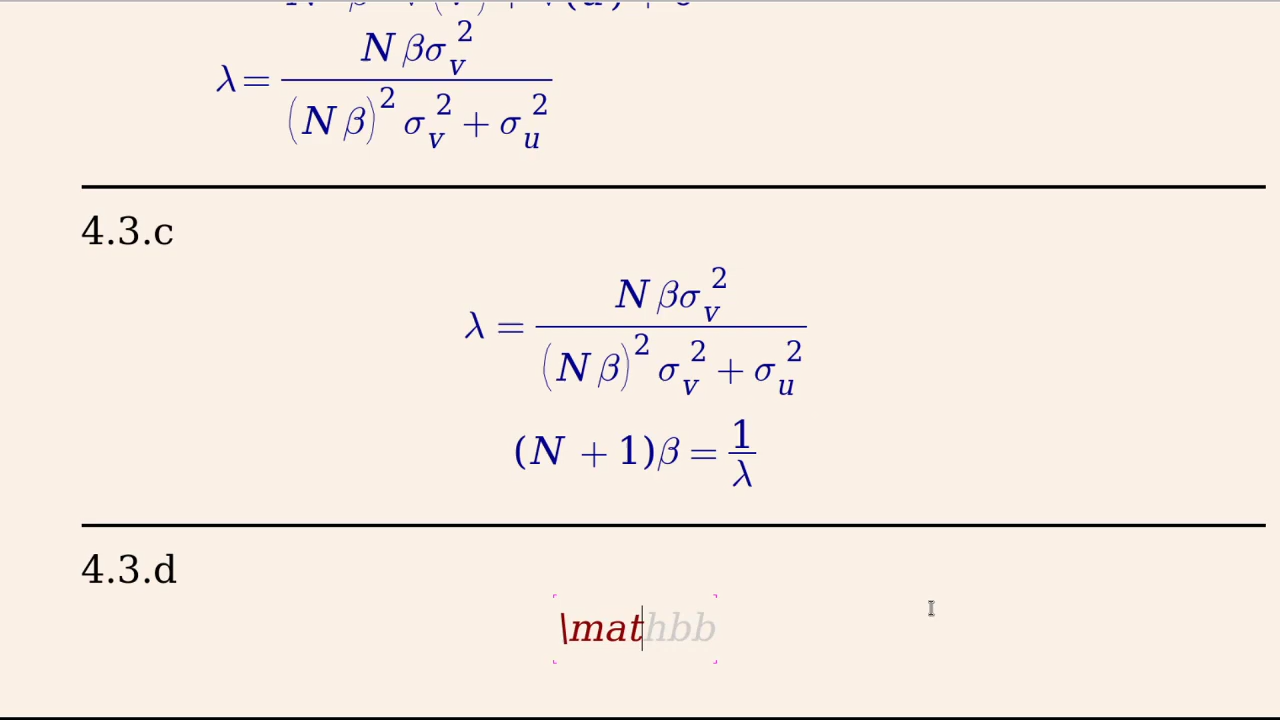 λ = Nβσ_v^2 / ((Nβ)^2 σ_v^2 + σ_u^2)
4.3.c
λ = Nβσ_v^2 / ((Nβ)^2 σ_v^2 + σ_u^2)
(N + 1)β = 1/λ
4.3.d
\mathbb